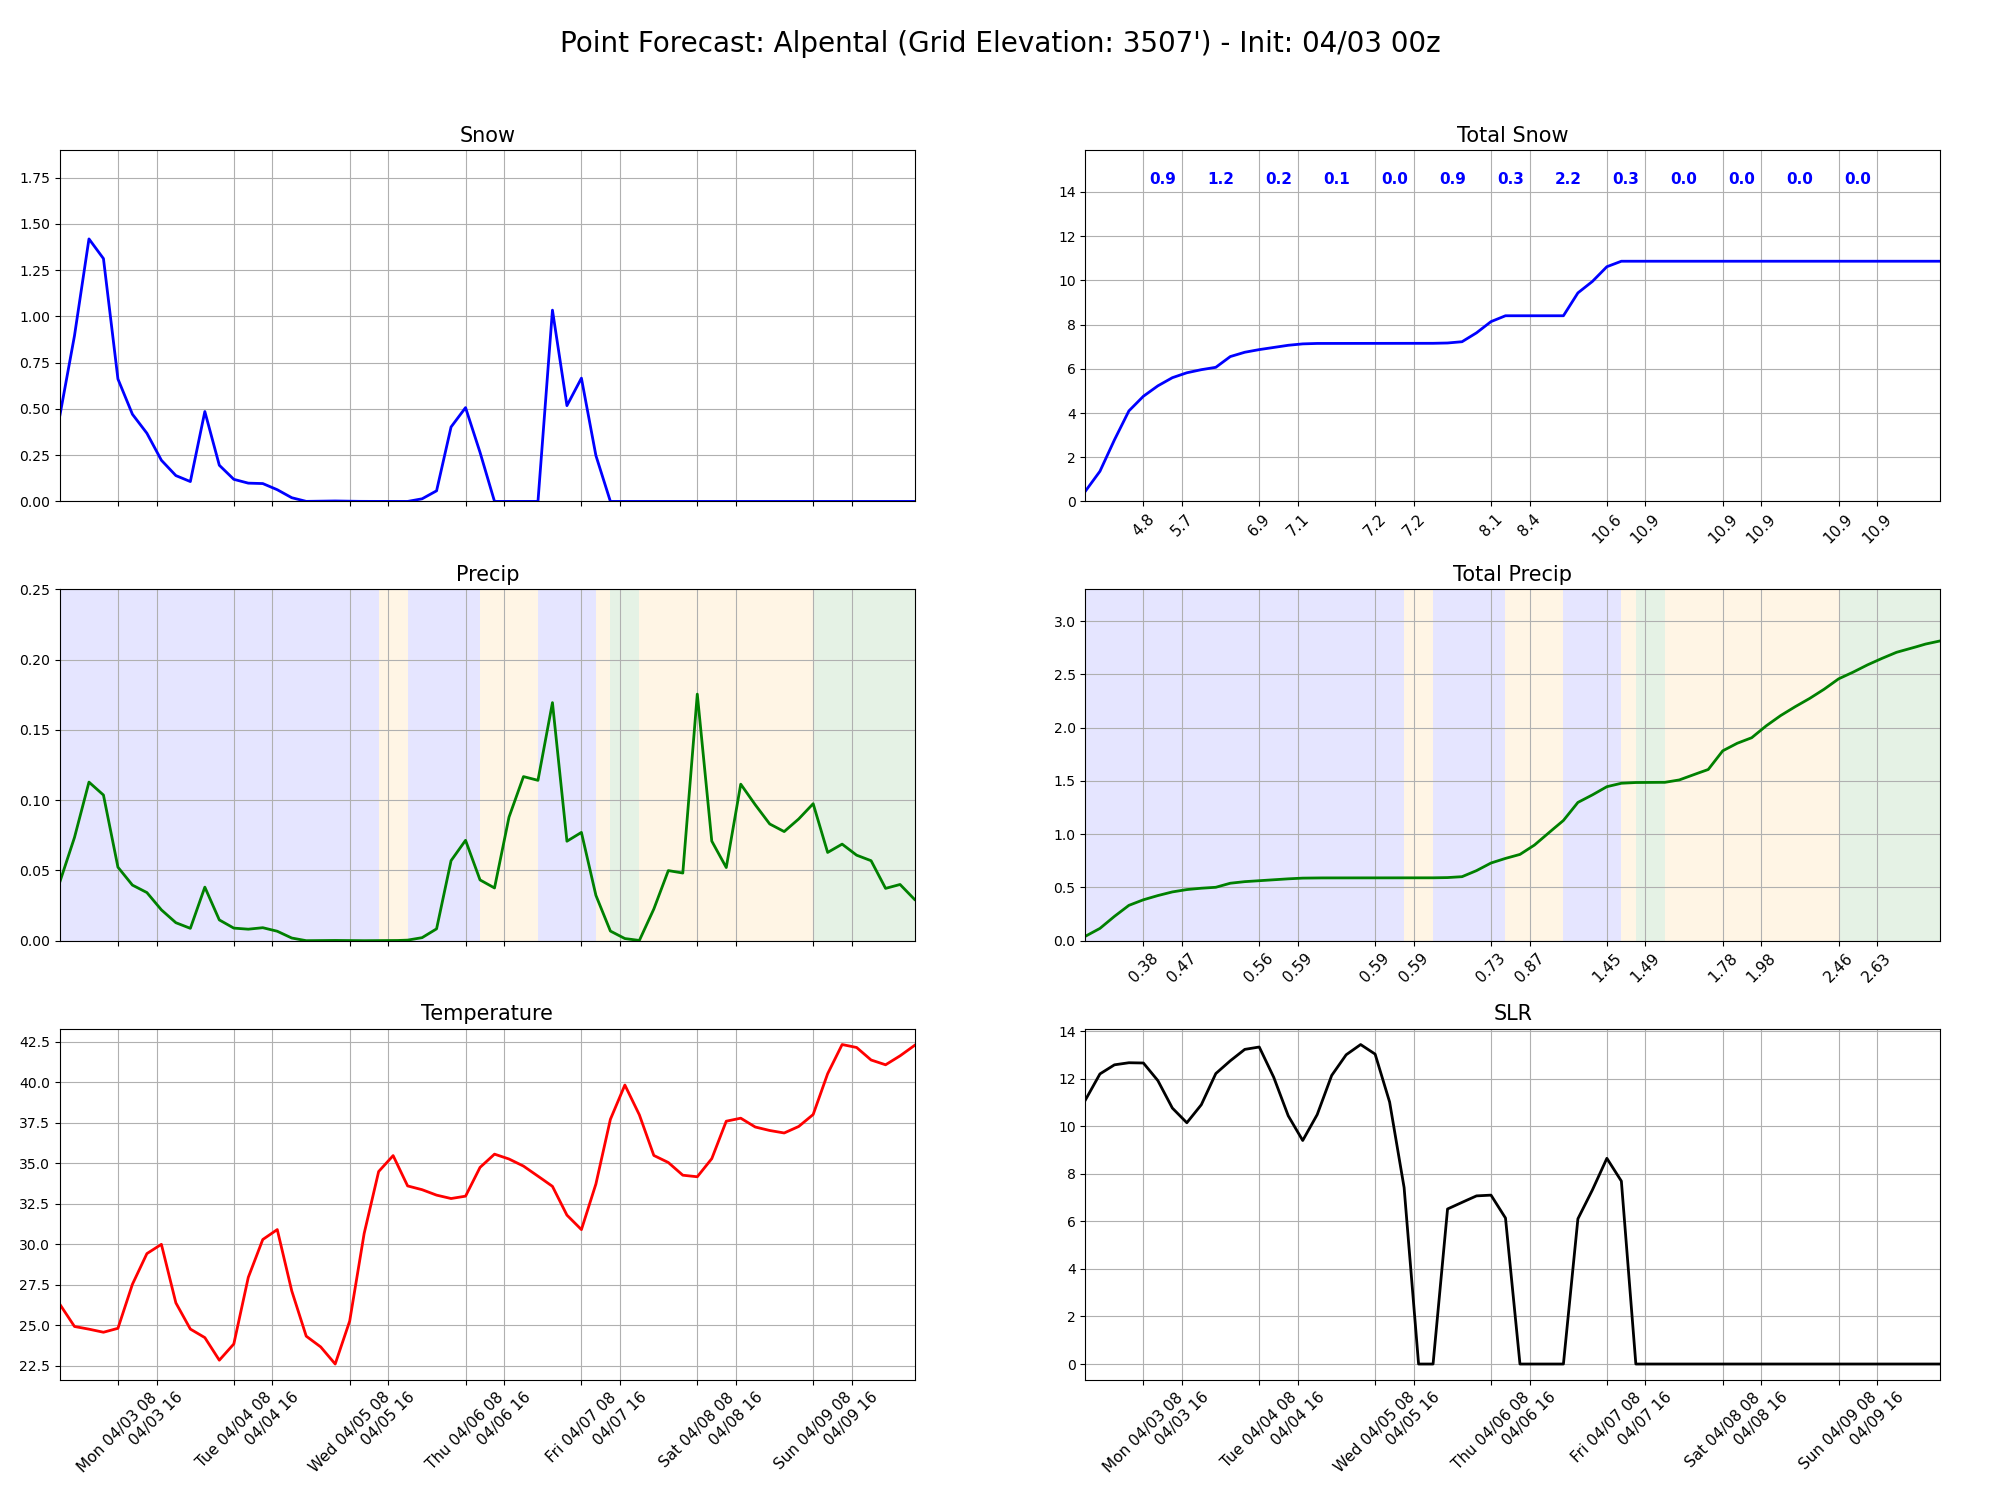 Point Forecast: Alpental (Grid Elevation: 3507') - Init: 04/03 00z
Snow
1.75
1.50
1.25
1.00
0.75
0.50
0.25
0.00
Total Snow
0.9 1.2 0.2 0.1 0.0 0.9 0.3 2.2 0.3 0.0 0.0 0.0 0.0
14
12
10
8
6
4
2
0
4.8 5.7 6.9 7.1 7.2 7.2 8.1 8.4 10.6 10.9 10.9 10.9 10.9 10.9
Precip
0.25
0.20
0.15
0.10
0.05
0.00
Total Precip
3.0
2.5
2.0
1.5
1.0
0.5
0.0
0.38 0.47 0.56 0.59 0.59 0.59 0.73 0.87 1.45 1.49 1.78 1.98 2.46 2.63
Temperature
42.5
40.0
37.5
35.0
32.5
30.0
27.5
25.0
22.5
Mon 04/03 08
04/03 16
Tue 04/04 08
04/04 16
Wed 04/05 08
04/05 16
Thu 04/06 08
04/06 16
Fri 04/07 08
04/07 16
Sat 04/08 08
04/08 16
Sun 04/09 08
04/09 16
SLR
14
12
10
8
6
4
2
0
Mon 04/03 08
04/03 16
Tue 04/04 08
04/04 16
Wed 04/05 08
04/05 16
Thu 04/06 08
04/06 16
Fri 04/07 08
04/07 16
Sat 04/08 08
04/08 16
Sun 04/09 08
04/09 16